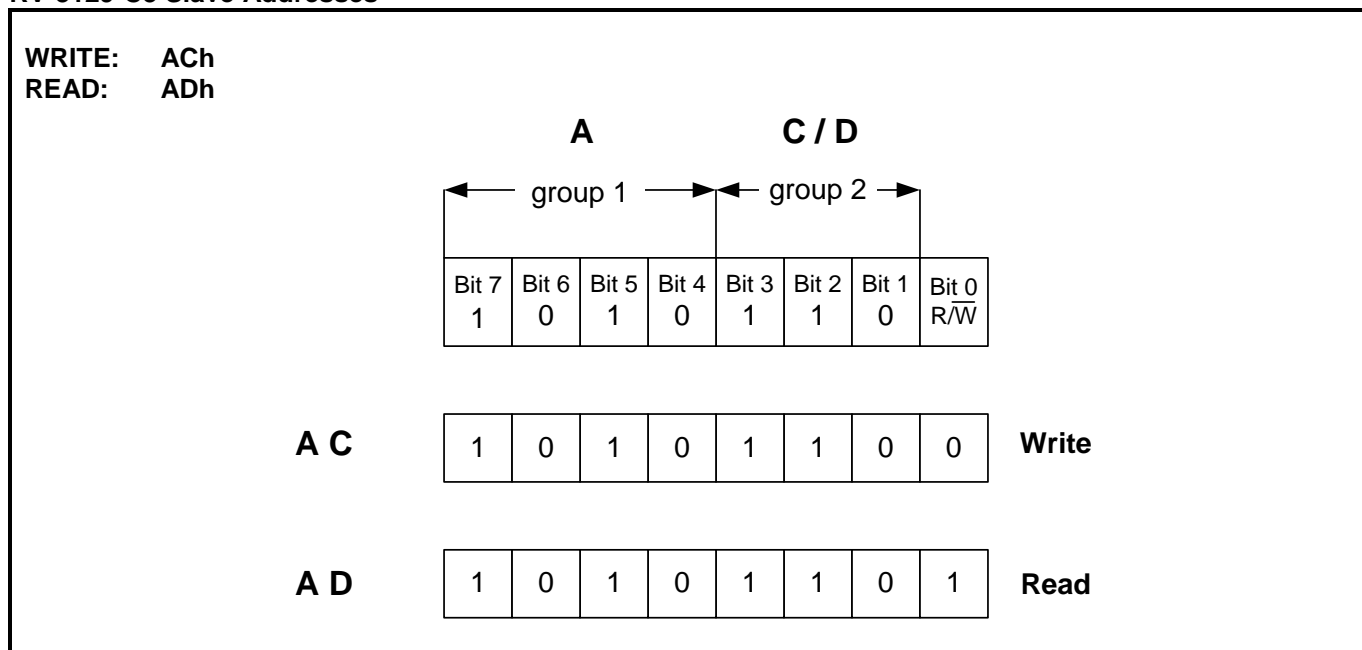 WRITE: ACh
READ: ADh
A C / D
group 1 group 2
Bit 7 Bit 6 Bit 5 Bit 4 Bit 3 Bit 2 Bit 1 Bit 0
1 0 1 0 1 1 0 R/W̅
A C 1 0 1 0 1 1 0 0 Write
A D 1 0 1 0 1 1 0 1 Read